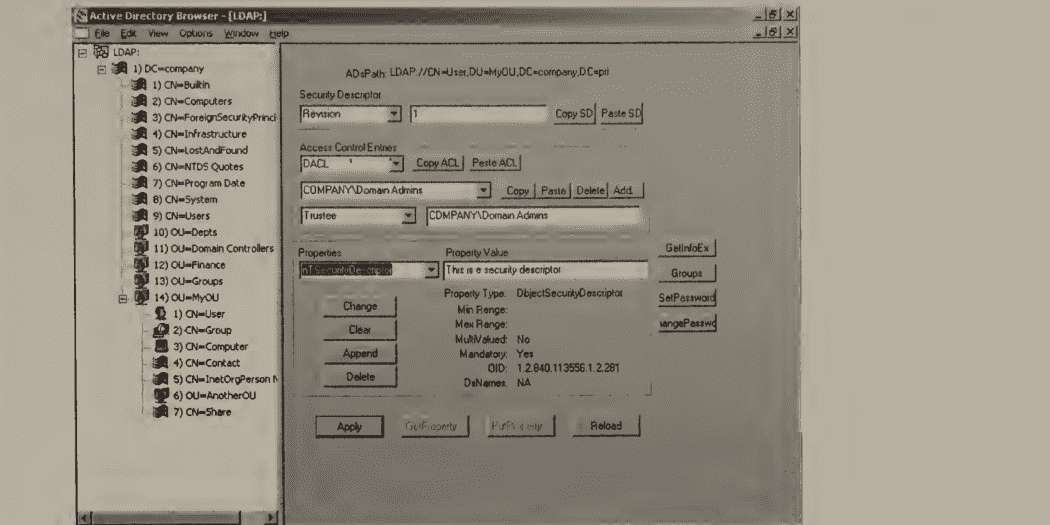 Active Directory Browser - [LDAP:]
File Edit View Options Window Help
LDAP:
1) DC=company
1) CN=Builtin
2) CN=Computers
3) CN=ForeignSecurityPrinci
4) CN=Infrastructure
5) CN=LostAndFound
6) CN=NTDS Quotes
7) CN=Program Date
8) CN=System
9) CN=Users
10) OU=Depts
11) OU=Domain Controllers
12) OU=Finance
13) OU=Groups
14) OU=MyOU
1) CN=User
2) CN=Group
3) CN=Computer
4) CN=Contact
5) CN=InetOrgPerson N
6) OU=AnotherOU
7) CN=Share
ADsPath: LDAP://CN=User,OU=MyOU,DC=company,DC=pri
Security Descriptor
Revision 1 Copy SD Paste SD
Access Control Entries
DACL Copy ACL Paste ACL
COMPANY\Domain Admins Copy Paste Delete Add...
Trustee COMPANY\Domain Admins
Properties Property Value
nTSecurityDescriptor This is a security descriptor
Property Type: ObjectSecurityDescriptor
Min Range:
Max Range:
MultiValued: No
Mandatory: Yes
OID: 1.2.840.113556.1.2.281
DsNames: NA
Change
Clear
Append
Delete
GetInfoEx
Groups
SetPassword
hangePasswd
Apply GetProperty PutProperty Reload